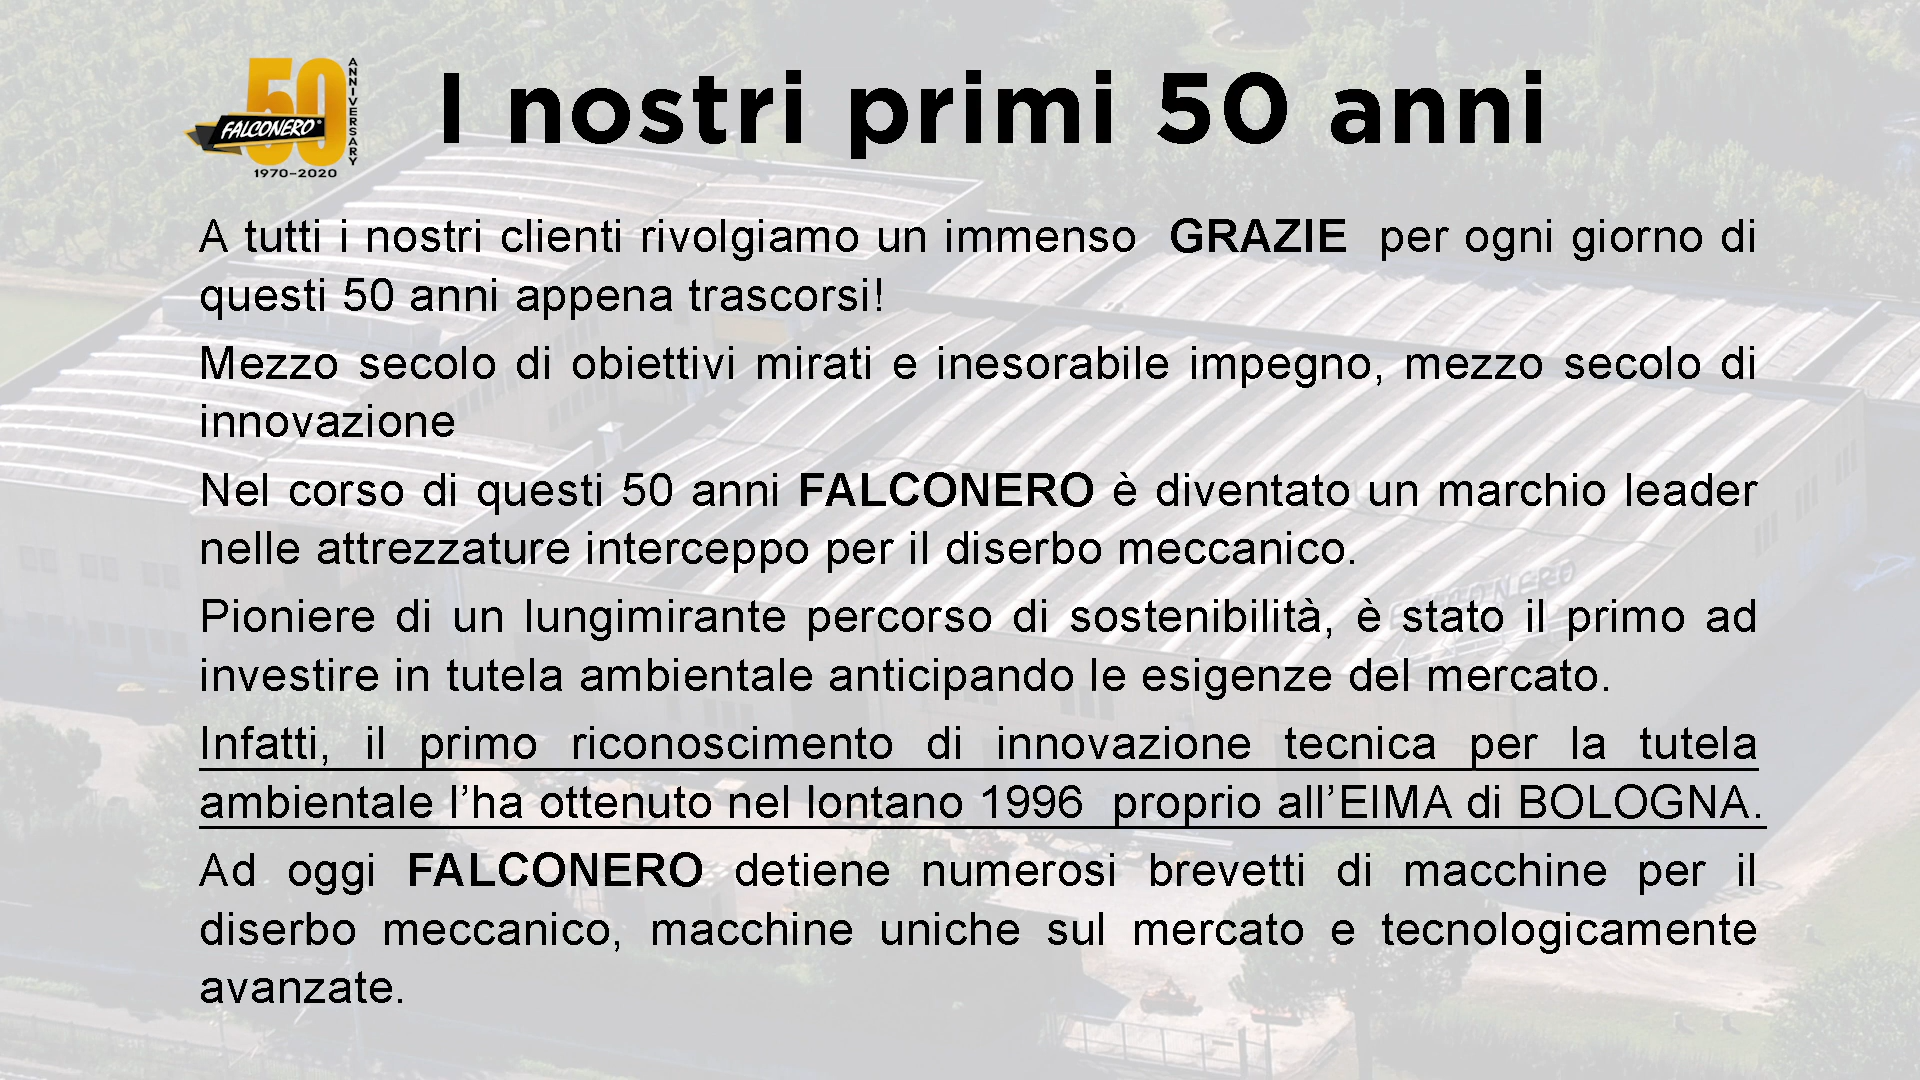 50
ANNIVERSARY
FALCONERO
1970-2020
I nostri primi 50 anni
A tutti i nostri clienti rivolgiamo un immenso GRAZIE per ogni giorno di
questi 50 anni appena trascorsi!
Mezzo secolo di obiettivi mirati e inesorabile impegno, mezzo secolo di
innovazione
Nel corso di questi 50 anni FALCONERO è diventato un marchio leader
nelle attrezzature interceppo per il diserbo meccanico.
Pioniere di un lungimirante percorso di sostenibilità, è stato il primo ad
investire in tutela ambientale anticipando le esigenze del mercato.
Infatti, il primo riconoscimento di innovazione tecnica per la tutela
ambientale l’ha ottenuto nel lontano 1996 proprio all’EIMA di BOLOGNA.
Ad oggi FALCONERO detiene numerosi brevetti di macchine per il
diserbo meccanico, macchine uniche sul mercato e tecnologicamente
avanzate.
FALCONERO